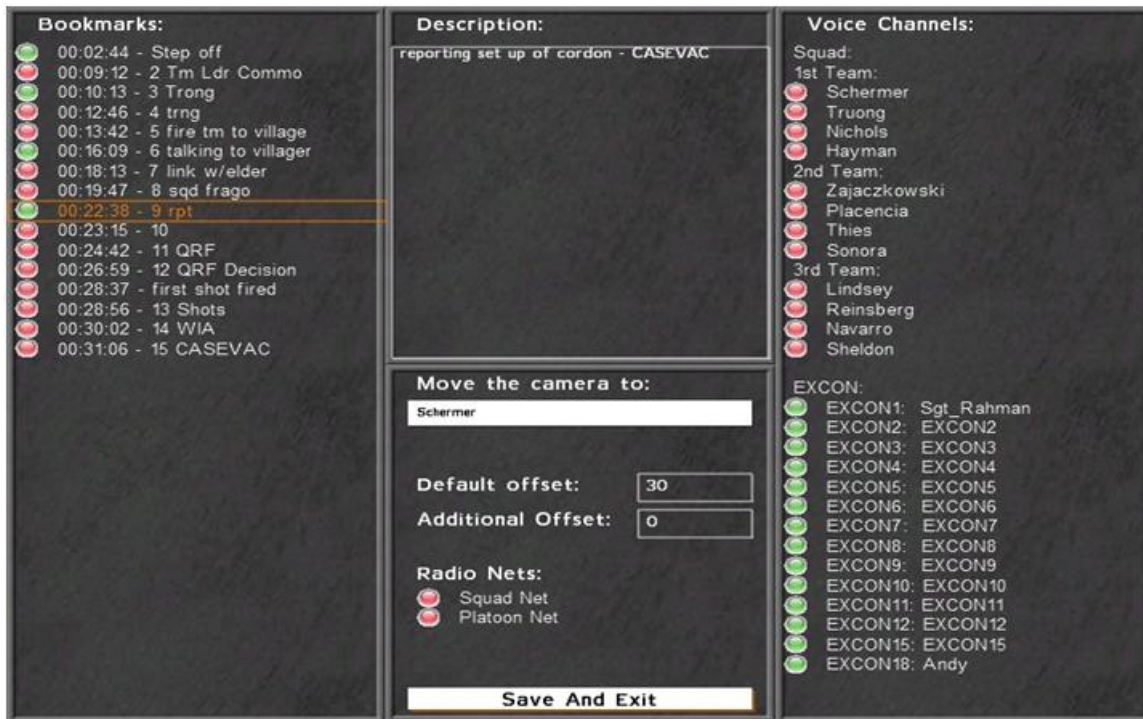 Bookmarks:
00:02:44 - Step off
00:09:12 - 2 Tm Ldr Commo
00:10:13 - 3 Trong
00:12:46 - 4 trng
00:13:42 - 5 fire tm to village
00:16:09 - 6 talking to villager
00:18:13 - 7 link w/elder
00:19:47 - 8 sqd frago
00:22:38 - 9 rpt
00:23:15 - 10
00:24:42 - 11 QRF
00:26:59 - 12 QRF Decision
00:28:37 - first shot fired
00:28:56 - 13 Shots
00:30:02 - 14 WIA
00:31:06 - 15 CASEVAC
Description:
reporting set up of cordon - CASEVAC
Move the camera to:
Schermer
Default offset: 30
Additional Offset: 0
Radio Nets:
Squad Net
Platoon Net
Save And Exit
Voice Channels:
Squad:
1st Team:
Schermer
Truong
Nichols
Hayman
2nd Team:
Zajaczkowski
Placencia
Thies
Sonora
3rd Team:
Lindsey
Reinsberg
Navarro
Sheldon
EXCON:
EXCON1: Sgt_Rahman
EXCON2: EXCON2
EXCON3: EXCON3
EXCON4: EXCON4
EXCON5: EXCON5
EXCON6: EXCON6
EXCON7: EXCON7
EXCON8: EXCON8
EXCON9: EXCON9
EXCON10: EXCON10
EXCON11: EXCON11
EXCON12: EXCON12
EXCON15: EXCON15
EXCON18: Andy